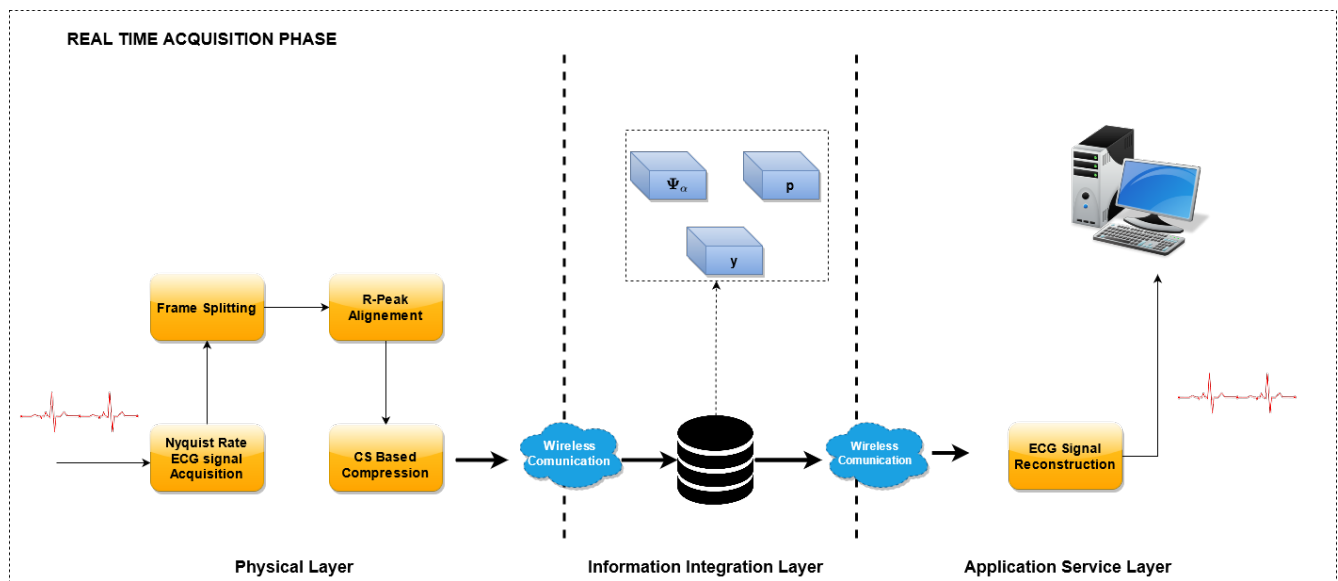 REAL TIME ACQUISITION PHASE
Ψα
p
y
Frame Splitting
R-Peak
Alignement
Nyquist Rate
ECG signal
Acquisition
CS Based
Compression
Wireless
Comunication
Wireless
Comunication
ECG Signal
Reconstruction
Physical Layer
Information Integration Layer
Application Service Layer